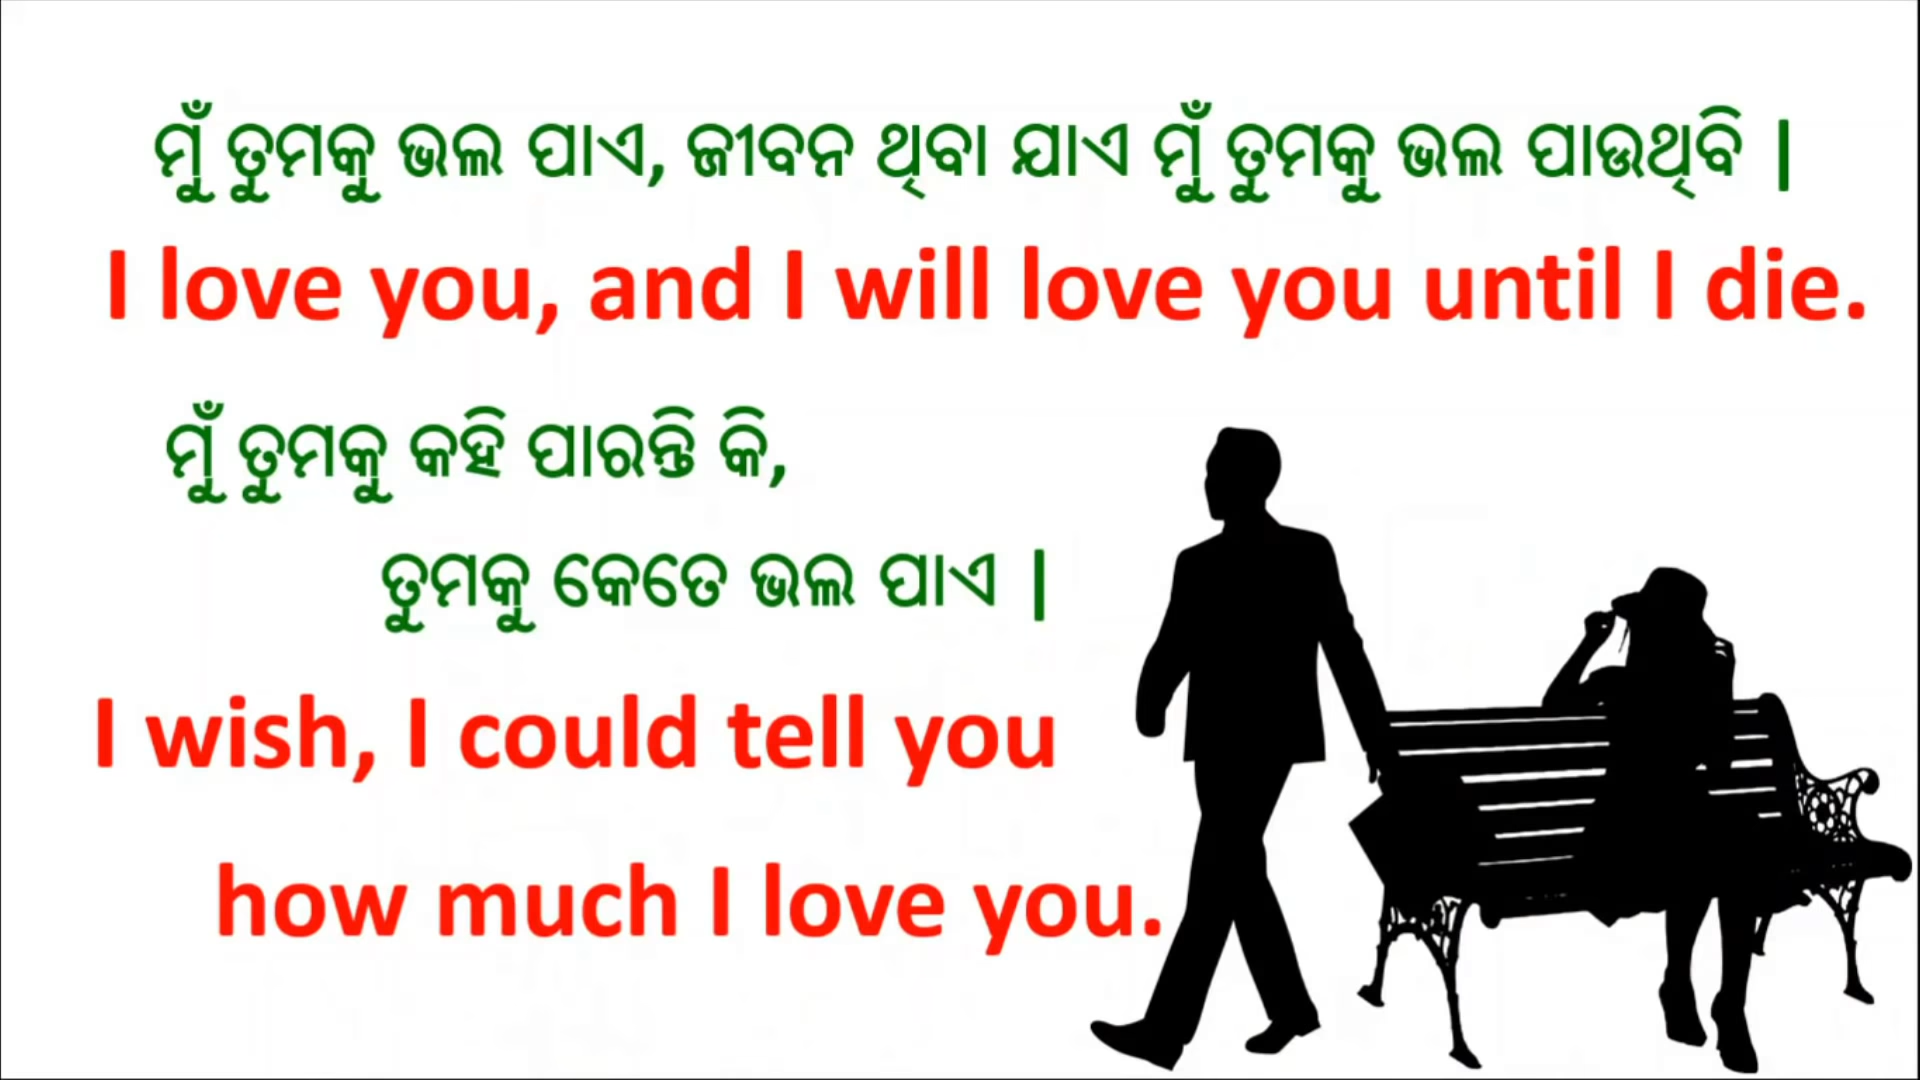 ମୁଁ ତୁମକୁ ଭଲ ପାଏ, ଜୀବନ ଥିବା ଯାଏ ମୁଁ ତୁମକୁ ଭଲ ପାଉଥିବି |
I love you, and I will love you until I die.
ମୁଁ ତୁମକୁ କହି ପାରନ୍ତି କି,
ତୁମକୁ କେତେ ଭଲ ପାଏ |
I wish, I could tell you
how much I love you.